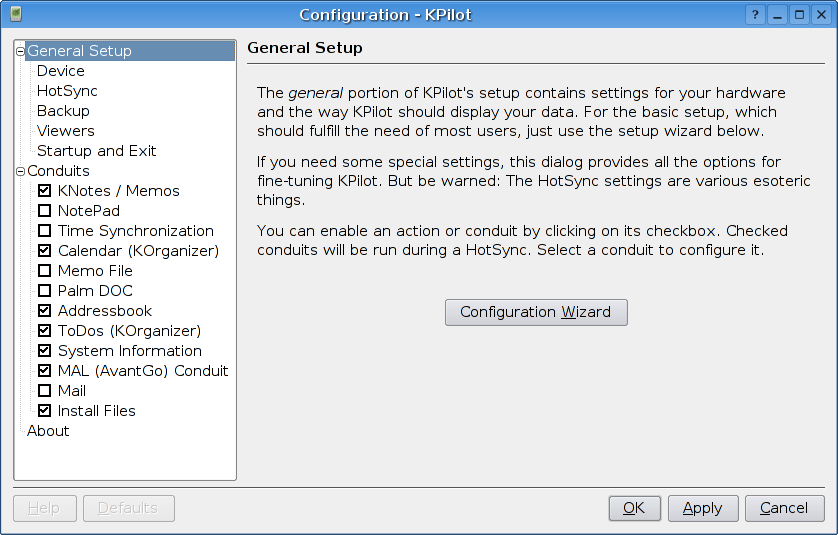 Configuration - KPilot
General Setup
Device
HotSync
Backup
Viewers
Startup and Exit
Conduits
KNotes / Memos
NotePad
Time Synchronization
Calendar (KOrganizer)
Memo File
Palm DOC
Addressbook
ToDos (KOrganizer)
System Information
MAL (AvantGo) Conduit
Mail
Install Files
About
General Setup
The general portion of KPilot's setup contains settings for your hardware
and the way KPilot should display your data. For the basic setup, which
should fulfill the need of most users, just use the setup wizard below.
If you need some special settings, this dialog provides all the options for
fine-tuning KPilot. But be warned: The HotSync settings are various esoteric
things.
You can enable an action or conduit by clicking on its checkbox. Checked
conduits will be run during a HotSync. Select a conduit to configure it.
Configuration Wizard
Help
Defaults
OK
Apply
Cancel